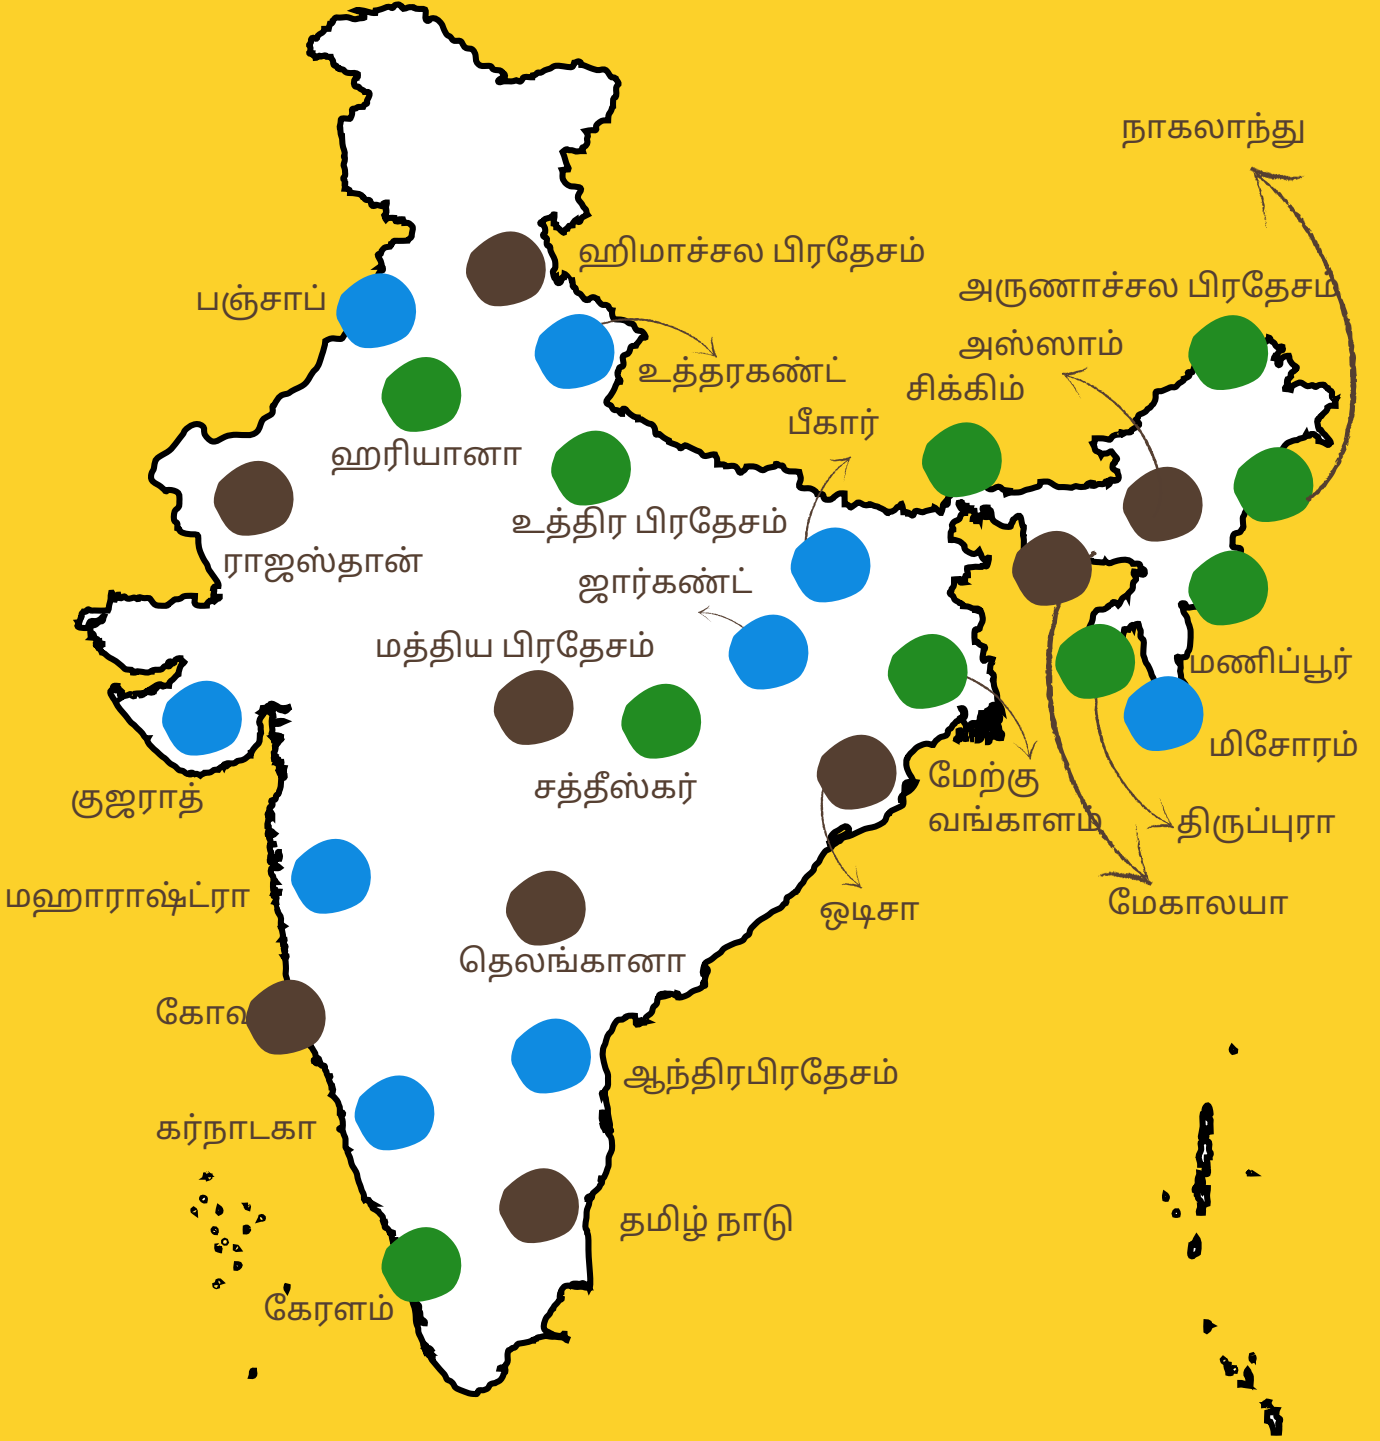 நாகலாந்து
ஹிமாச்சல பிரதேசம்
அருணாச்சல பிரதேசம்
பஞ்சாப்
அஸ்ஸாம்
உத்தரகண்ட்
சிக்கிம்
பீகார்
ஹரியானா
உத்திர பிரதேசம்
ராஜஸ்தான்
ஜார்கண்ட்
மத்திய பிரதேசம்
மணிப்பூர்
மிசோரம்
சத்தீஸ்கர்
குஜராத்
மேற்கு
வங்காளம்
திருப்புரா
மஹாராஷ்ட்ரா
ஒடிசா
மேகாலயா
தெலங்கானா
ஆந்திரபிரதேசம்
கர்நாடகா
தமிழ் நாடு
கேரளம்